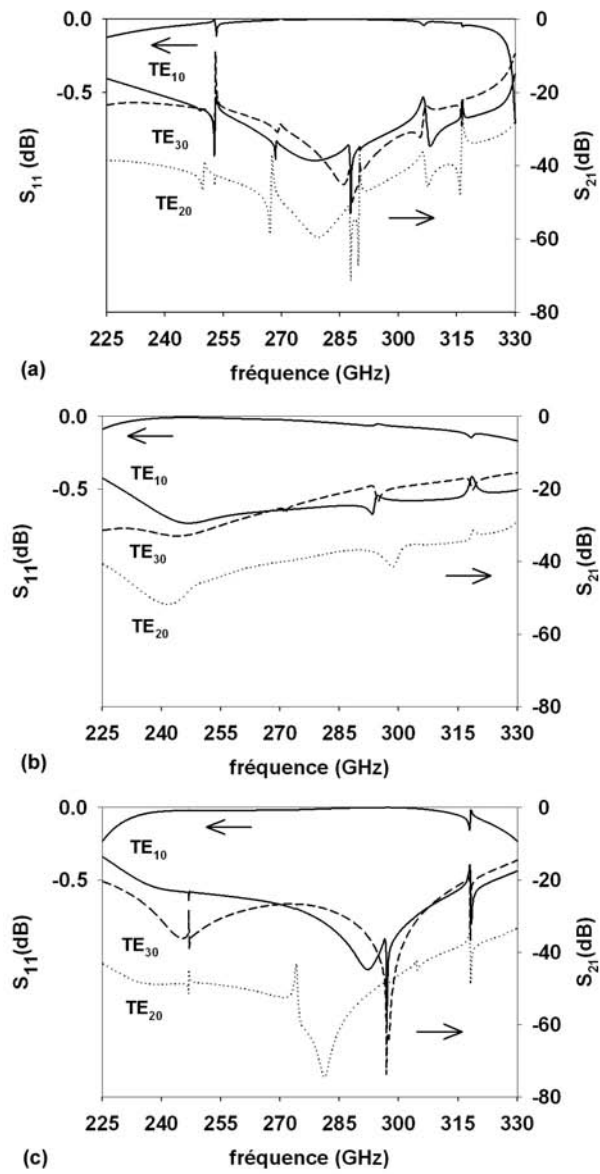 0.0
-0.5
S11 (dB)
TE10
TE30
TE20
0
-20
-40
-60
-80
S21 (dB)
225 240 255 270 285 300 315 330
fréquence (GHz)
(a)
0.0
-0.5
S11(dB)
TE10
TE30
TE20
0
-20
-40
-60
-80
S21 (dB)
225 240 255 270 285 300 315 330
fréquence (GHz)
(b)
0.0
-0.5
S11(dB)
TE10
TE30
TE20
0
-20
-40
-60
-80
S21 (dB)
225 240 255 270 285 300 315 330
fréquence (GHz)
(c)